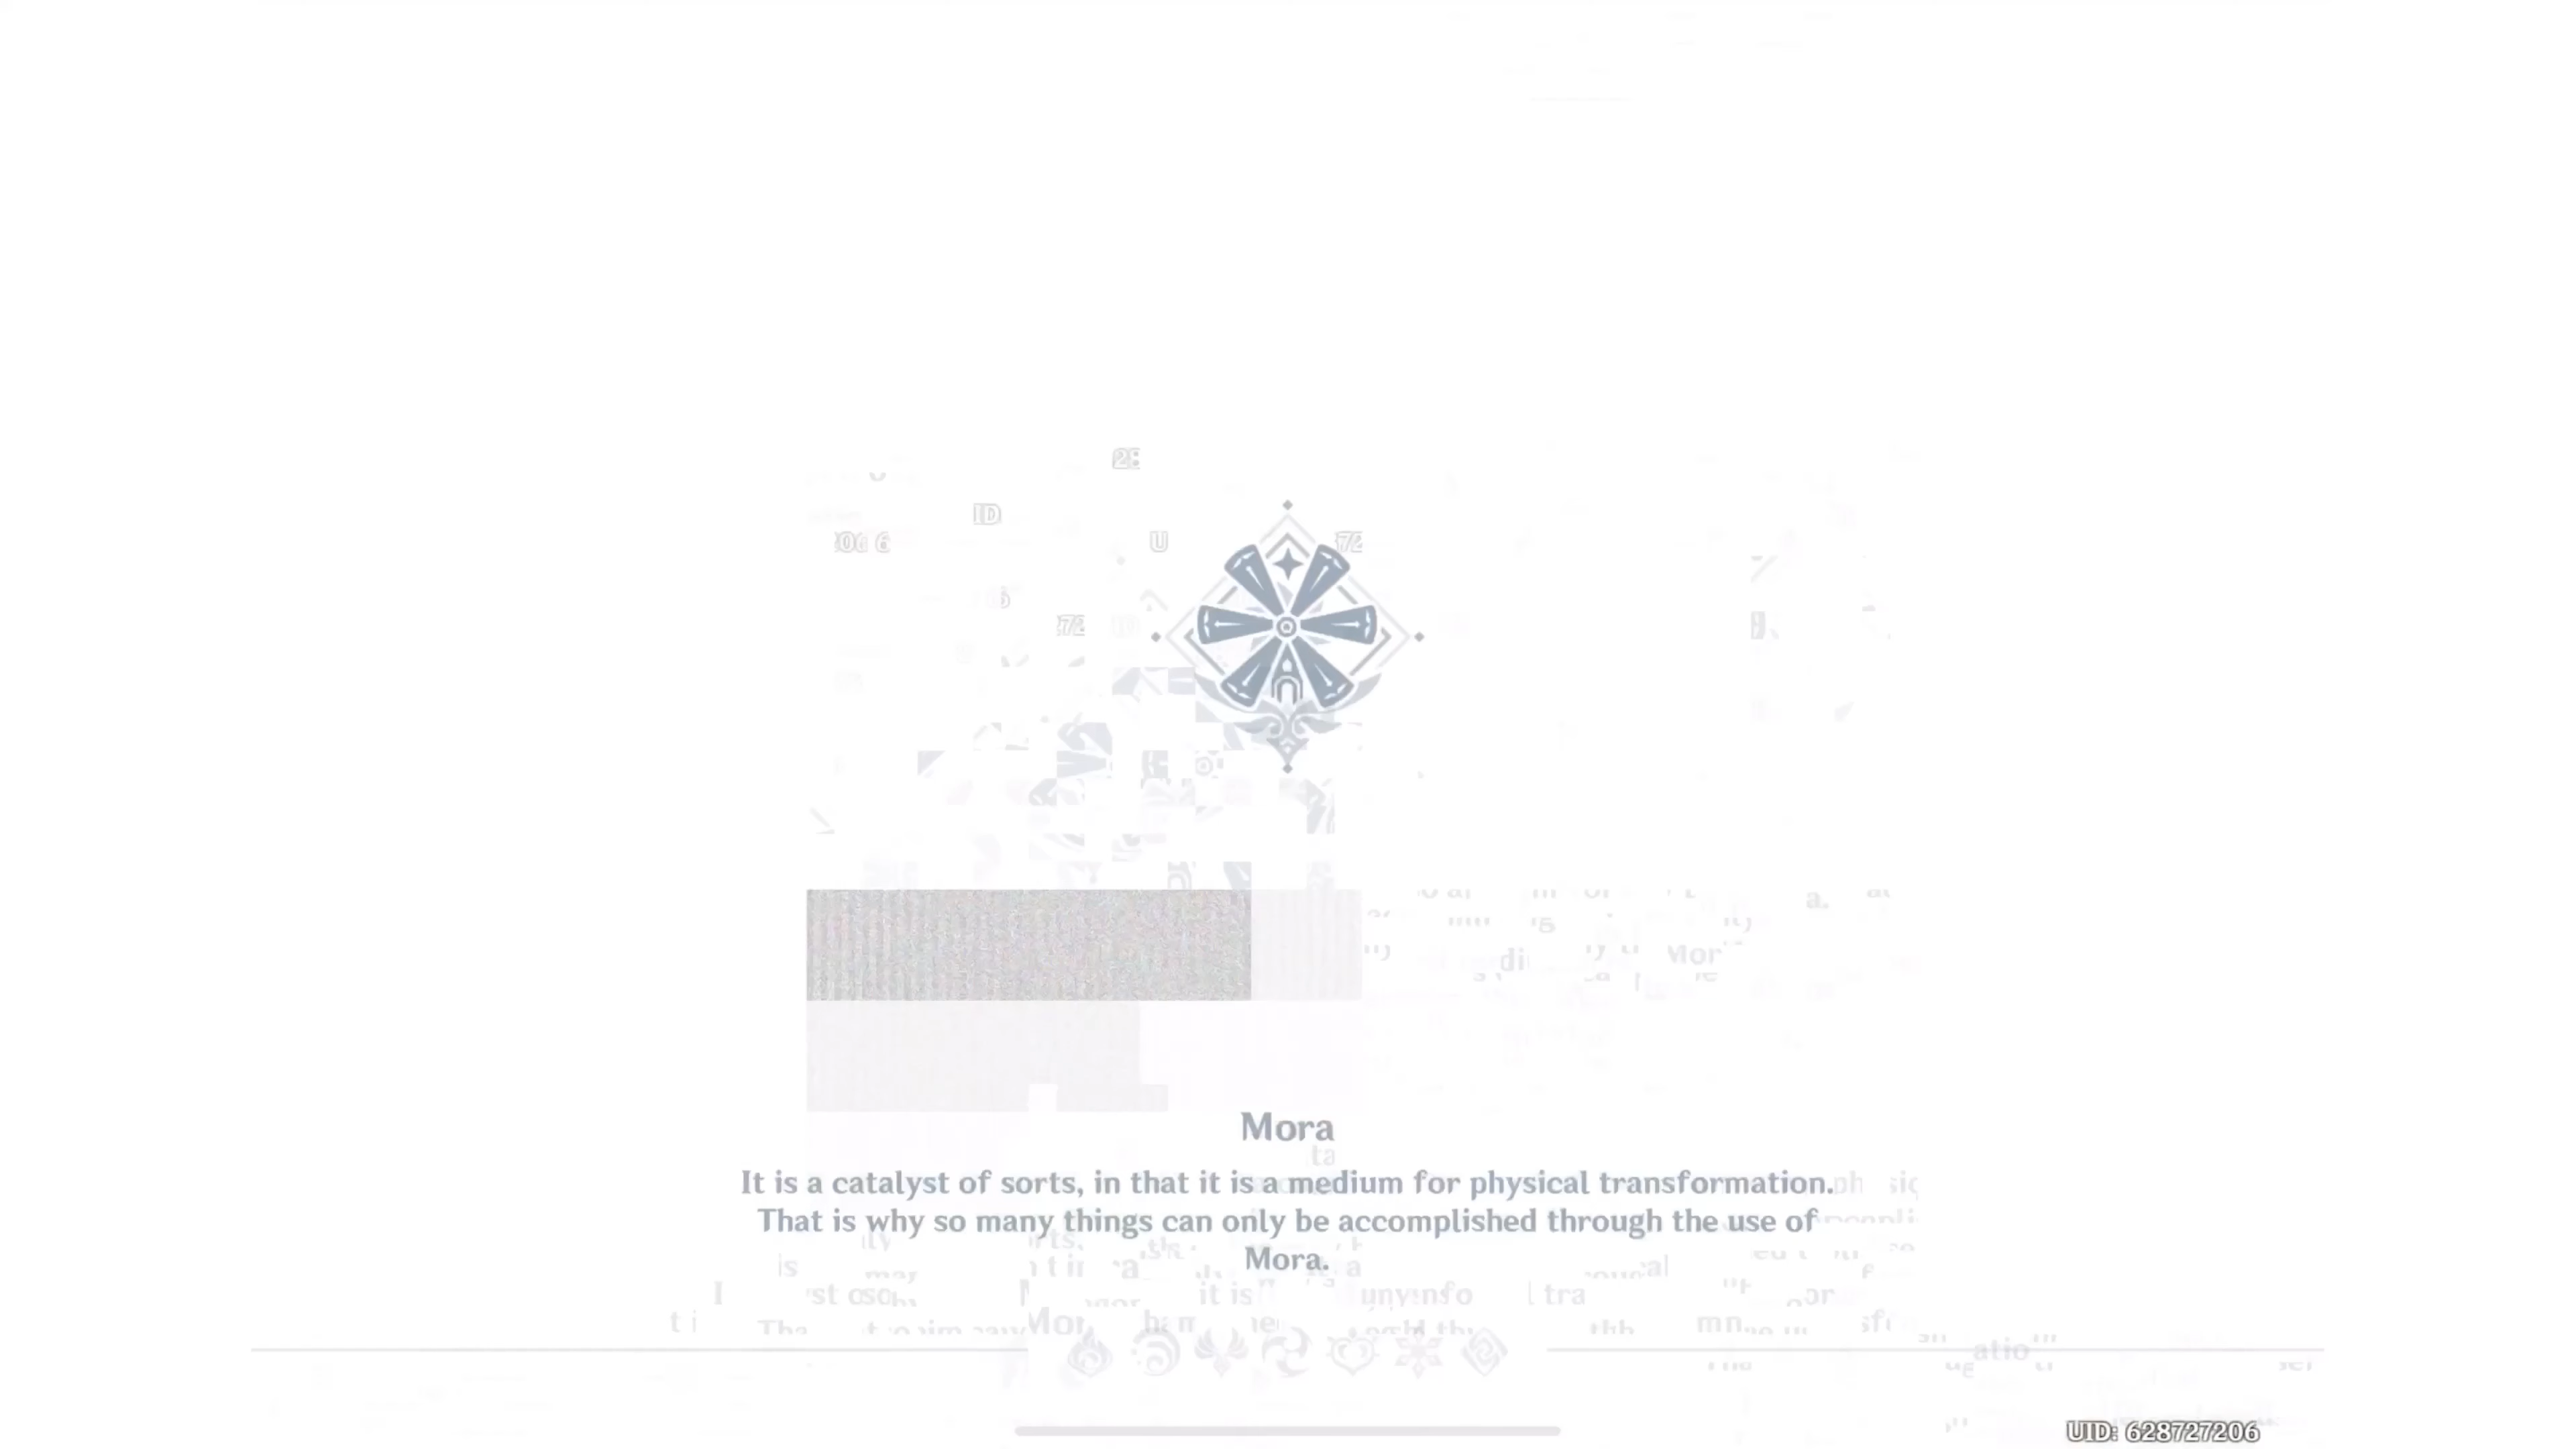 Mora
It is a catalyst of sorts, in that it is a medium for physical transformation.
That is why so many things can only be accomplished through the use of
Mora.
UID: 628727206